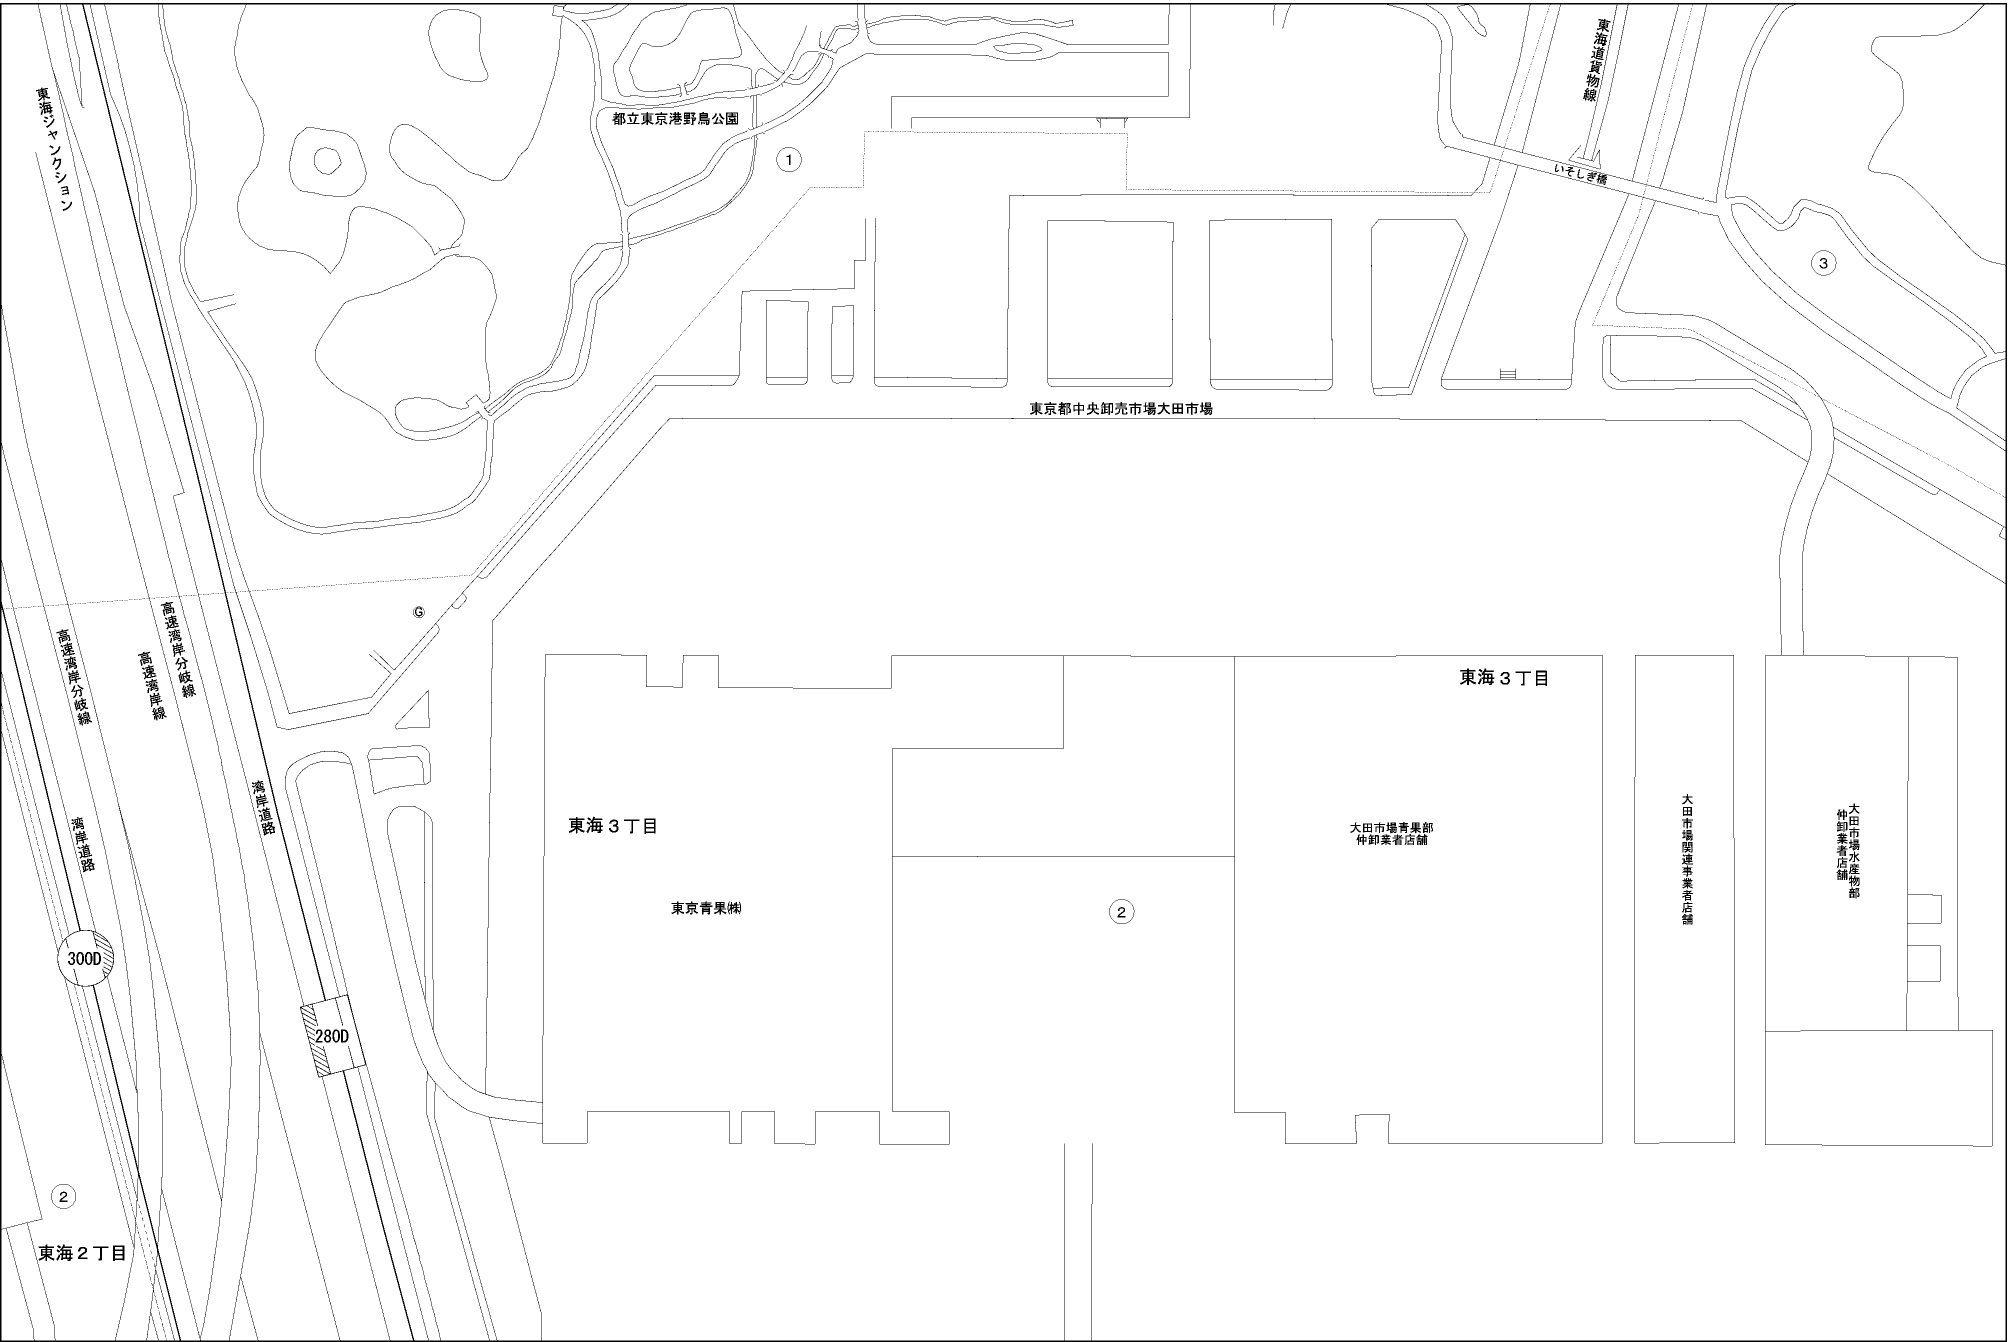 東海道貨物線
東海ジャンクション
都立東京港野鳥公園
1
いそしぎ橋
3
東京都中央卸売市場大田市場
G
高速湾岸分岐線
高速湾岸分岐線
高速湾岸線
東海3丁目
湾岸道路
湾岸道路
東海3丁目
大田市場青果部
仲卸業者店舗
大田市場関連事業者店舗
大田市場水産物部
仲卸業者店舗
東京青果㈱
2
300D
280D
2
東海2丁目